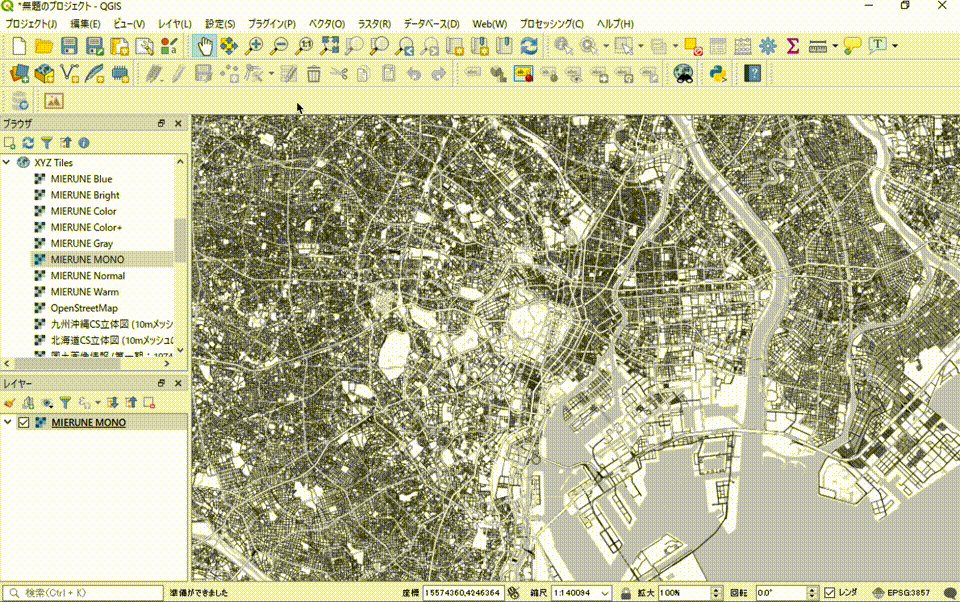 *無題のプロジェクト - QGIS
プロジェクト(J) 編集(E) ビュー(V) レイヤ(L) 設定(S) プラグイン(P) ベクタ(O) ラスタ(R) データベース(D) Web(W) プロセッシング(C) ヘルプ(H)
ブラウザ
XYZ Tiles
MIERUNE Blue
MIERUNE Bright
MIERUNE Color
MIERUNE Color+
MIERUNE Gray
MIERUNE MONO
MIERUNE Normal
MIERUNE Warm
OpenStreetMap
九州沖縄CS立体図 (10mメッシ
北海道CS立体図 (10mメッシュ
レイヤー
MIERUNE MONO
検索(Ctrl + K) 準備ができました 座標 15574360,4246364 縮尺 1:140094 拡大 100% 回転 0.0° レンダ EPSG:3857